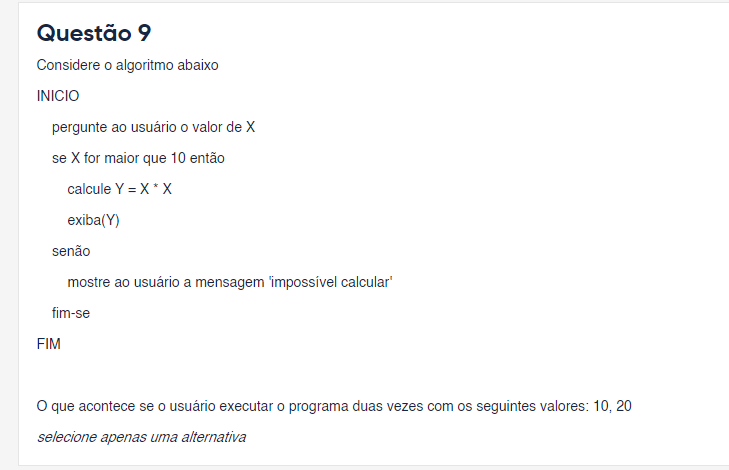 Questão 9
Considere o algoritmo abaixo
INICIO
pergunte ao usuário o valor de X
se X for maior que 10 então
calcule Y = X * X
exiba(Y)
senão
mostre ao usuário a mensagem 'impossível calcular'
fim-se
FIM
O que acontece se o usuário executar o programa duas vezes com os seguintes valores: 10, 20
selecione apenas uma alternativa